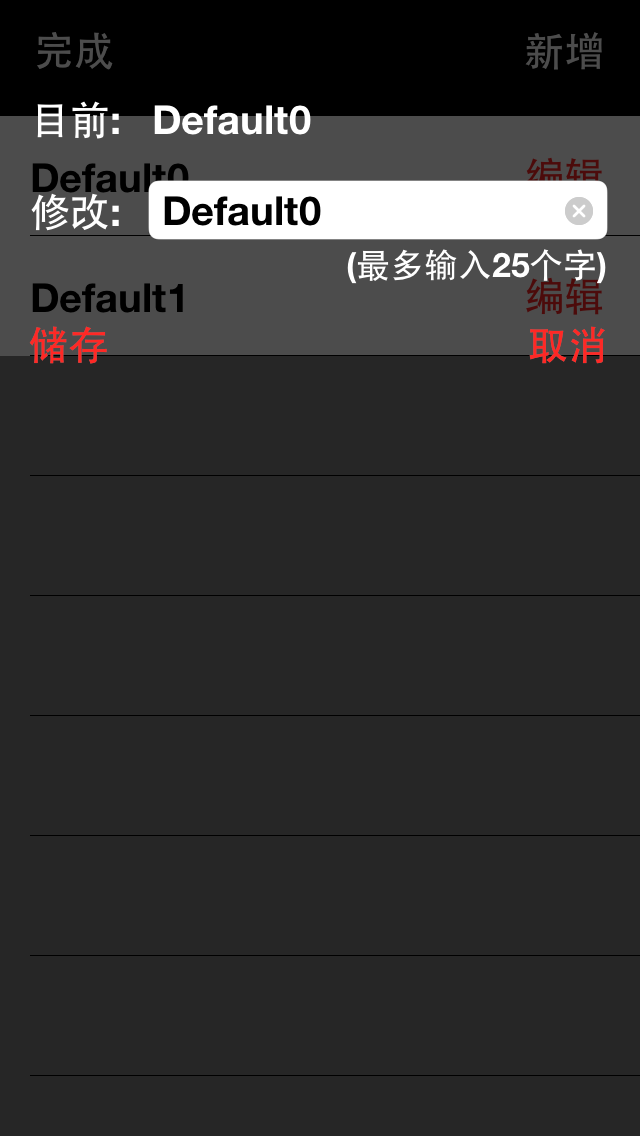 完成 新增
目前: Default0
Default0 编辑
修改: Default0
(最多输入25个字)
Default1 编辑
储存 取消